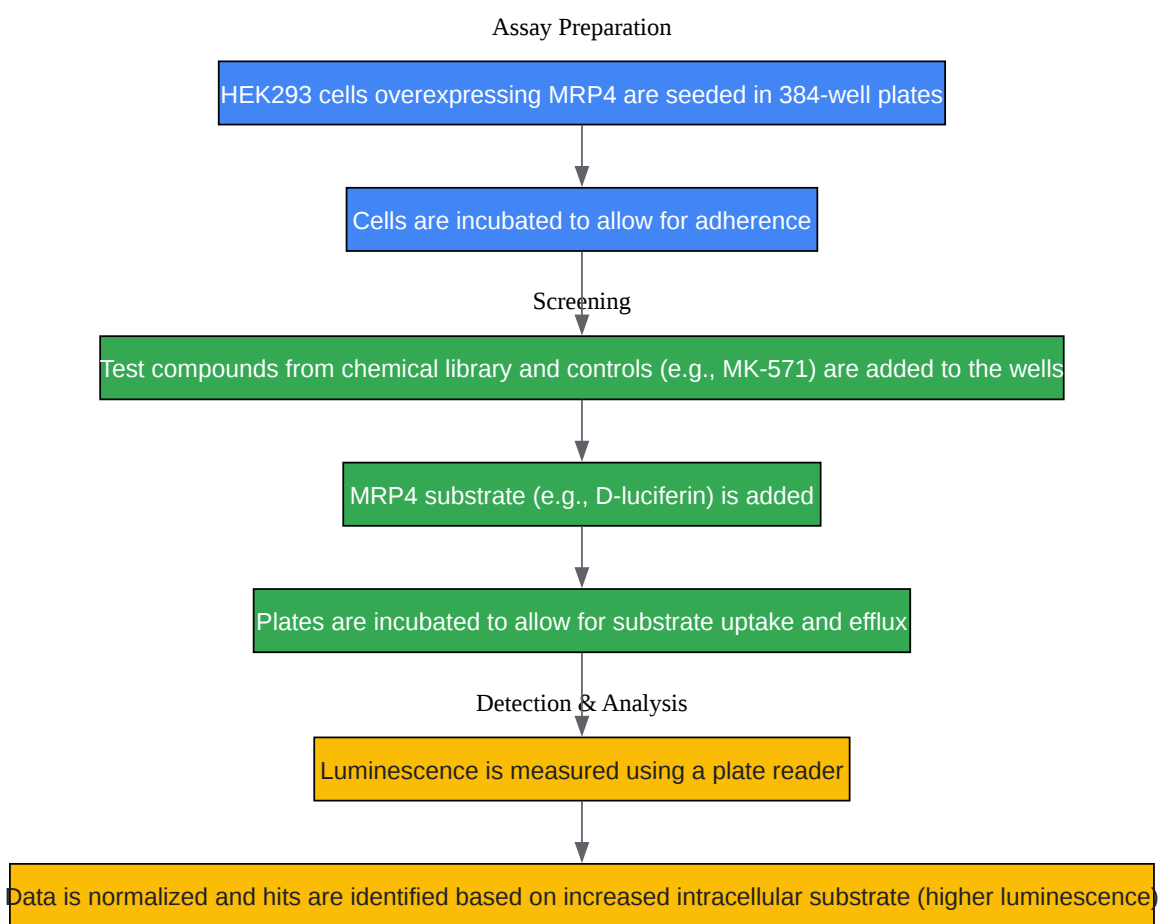 Assay Preparation
HEK293 cells overexpressing MRP4 are seeded in 384-well plates
Cells are incubated to allow for adherence
Screening
Test compounds from chemical library and controls (e.g., MK-571) are added to the wells
MRP4 substrate (e.g., D-luciferin) is added
Plates are incubated to allow for substrate uptake and efflux
Detection & Analysis
Luminescence is measured using a plate reader
Data is normalized and hits are identified based on increased intracellular substrate (higher luminescence)